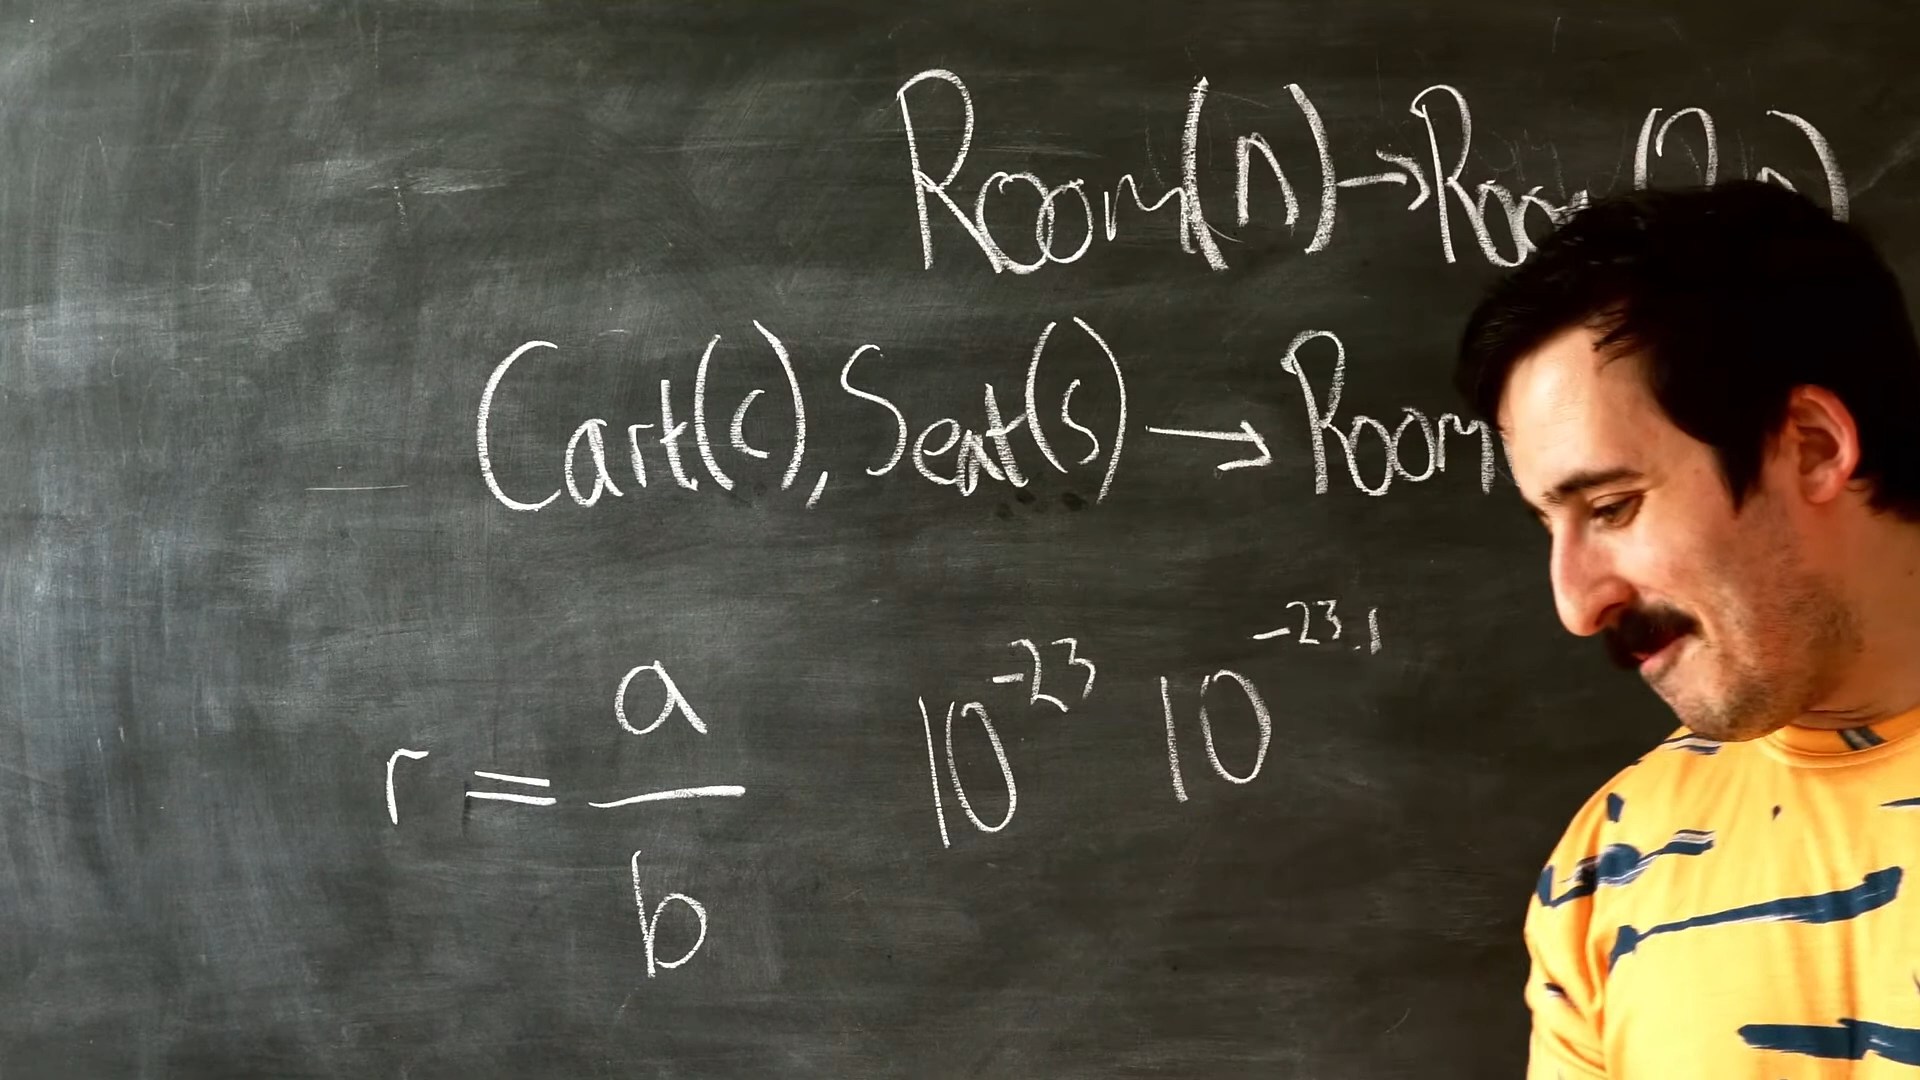 Room(n) → Room(2n)
Cart(c), Seat(s) → Room
r = a/b
10^-23 10^-23.1